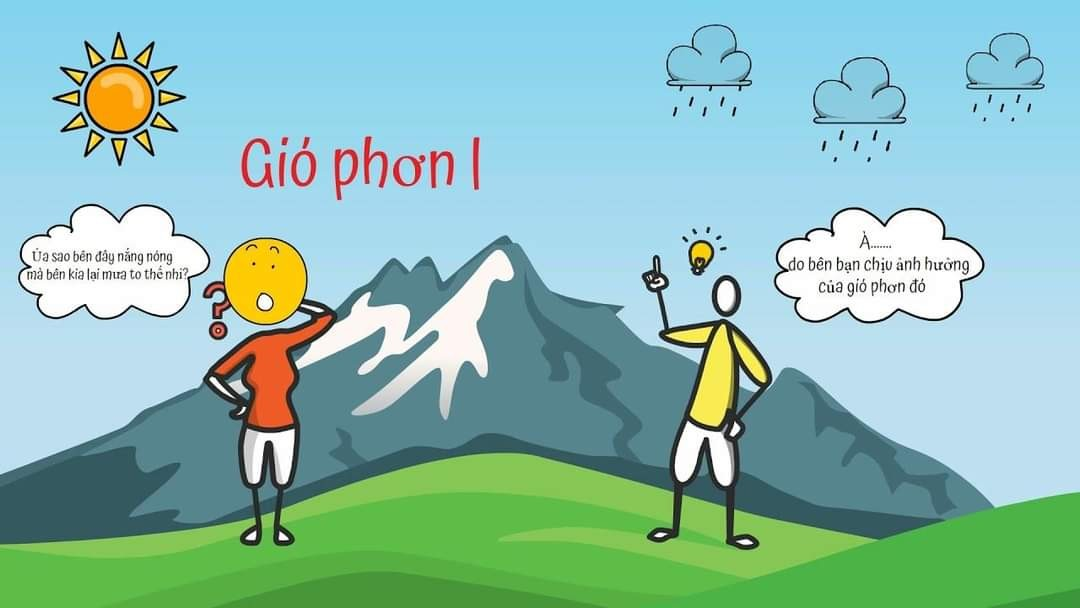 Gió phơn 1
Ủa sao bên đây nắng nóng
mà bên kia lại mưa to thế nhỉ?
À.......
do bên bạn chịu ảnh hưởng
của gió phơn đó